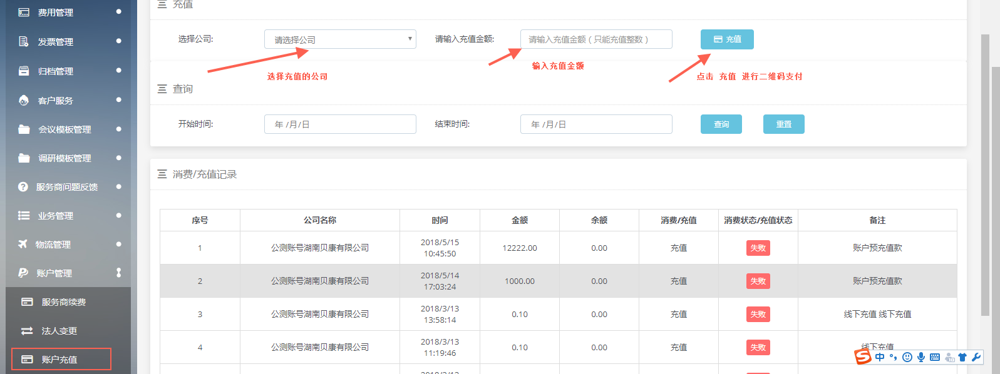 充值
费用管理
选择公司:
请选择公司
请输入充值金额:
请输入充值金额（只能充值整数）
充值
发票管理
选择充值的公司
输入充值金额
点击 充值 进行二维码支付
归档管理
查询
客户服务
开始时间:
年 /月/日
结束时间:
年 /月/日
查询
重置
会议模板管理
调研模板管理
消费/充值记录
服务商问题反馈
业务管理
物流管理
账户管理
服务商续费
法人变更
账户充值
序号 公司名称 时间 金额 余额 消费/充值 消费状态/充值状态 备注
1 公测账号湖南贝康有限公司 2018/5/15 10:45:50 12222.00 0.00 充值 失败 账户预充值款
2 公测账号湖南贝康有限公司 2018/5/14 17:03:24 1000.00 0.00 充值 失败 账户预充值款
3 公测账号湖南贝康有限公司 2018/3/13 13:58:14 0.10 0.00 充值 失败 线下充值 线下充值
4 公测账号湖南贝康有限公司 2018/3/13 11:19:46 0.10 0.00 充值 失败 线下充值
中